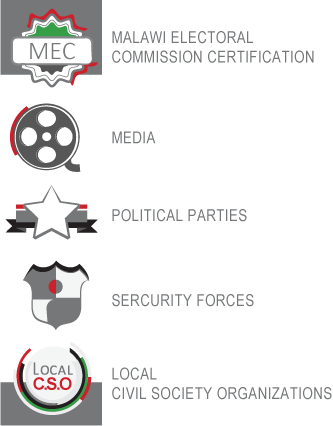 MEC
MALAWI ELECTORAL
COMMISSION CERTIFICATION
MEDIA
POLITICAL PARTIES
SERCURITY FORCES
LOCAL
C.S.O
LOCAL
CIVIL SOCIETY ORGANIZATIONS